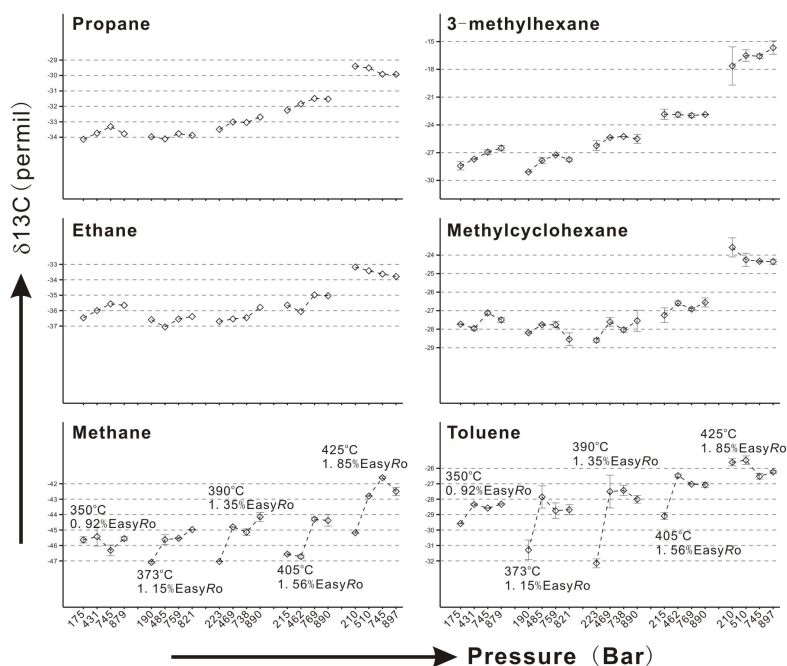 Propane
-29
-30
-31
-32
-33
-34
3-methylhexane
-15
-18
-21
-24
-27
-30
Ethane
-33
-34
-35
-36
-37
Methylcyclohexane
-24
-25
-26
-27
-28
-29
Methane
-42
-43
-44
-45
-46
-47
350°C
0.92%EasyRo
373°C
1.15%EasyRo
390°C
1.35%EasyRo
405°C
1.56%EasyRo
425°C
1.85%EasyRo
Toluene
-26
-27
-28
-29
-30
-31
-32
350°C
0.92%EasyRo
373°C
1.15%EasyRo
390°C
1.35%EasyRo
405°C
1.56%EasyRo
425°C
1.85%EasyRo
175 431 745 879 190 485 759 821 223 469 738 890 215 462 769 890 210 510 745 897
175 431 745 879 190 485 759 821 223 469 738 890 215 462 769 890 210 510 745 897
δ13C (permil)
Pressure (Bar)